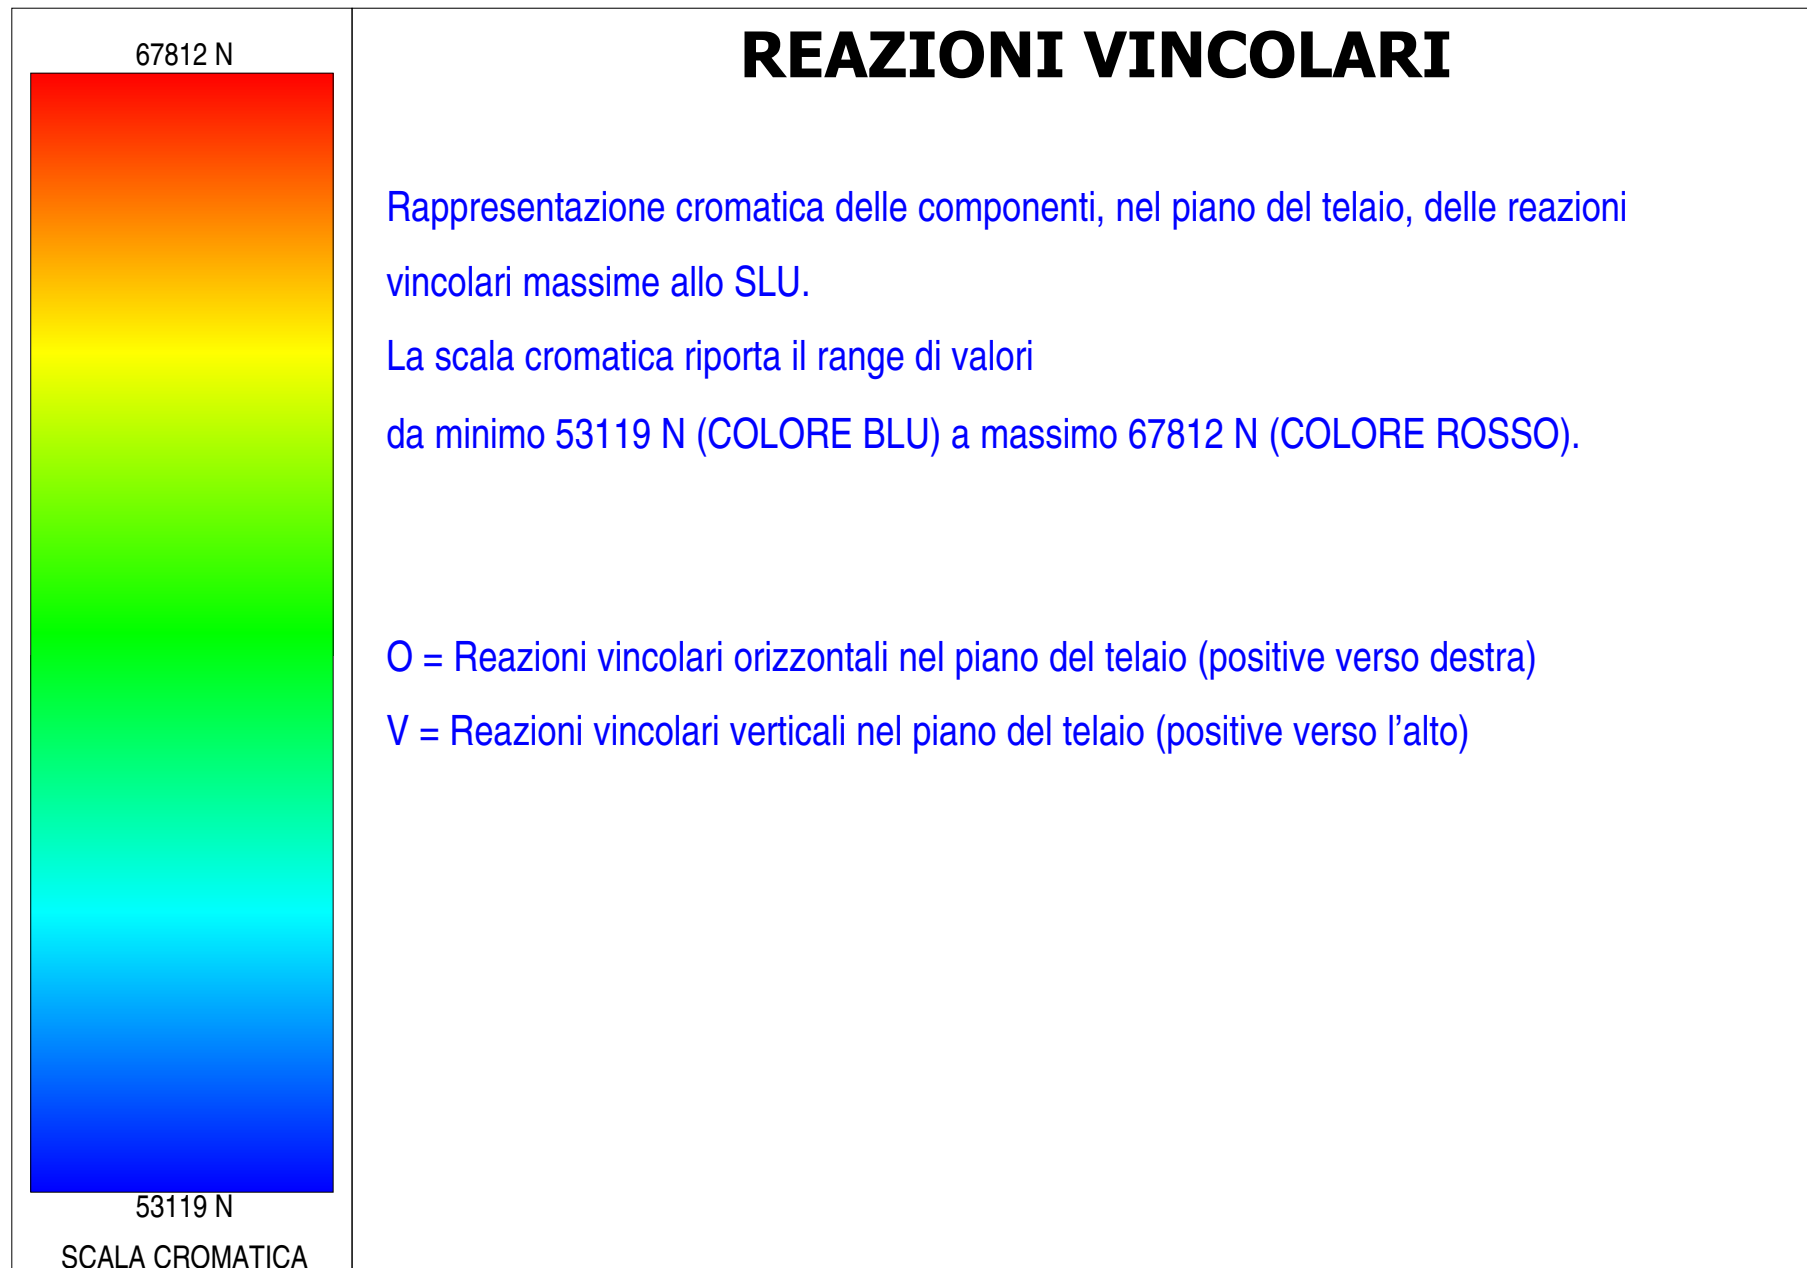 67812 N
53119 N
SCALA CROMATICA
REAZIONI VINCOLARI
Rappresentazione cromatica delle componenti, nel piano del telaio, delle reazioni
vincolari massime allo SLU.
La scala cromatica riporta il range di valori
da minimo 53119 N (COLORE BLU) a massimo 67812 N (COLORE ROSSO).
O = Reazioni vincolari orizzontali nel piano del telaio (positive verso destra)
V = Reazioni vincolari verticali nel piano del telaio (positive verso l'alto)